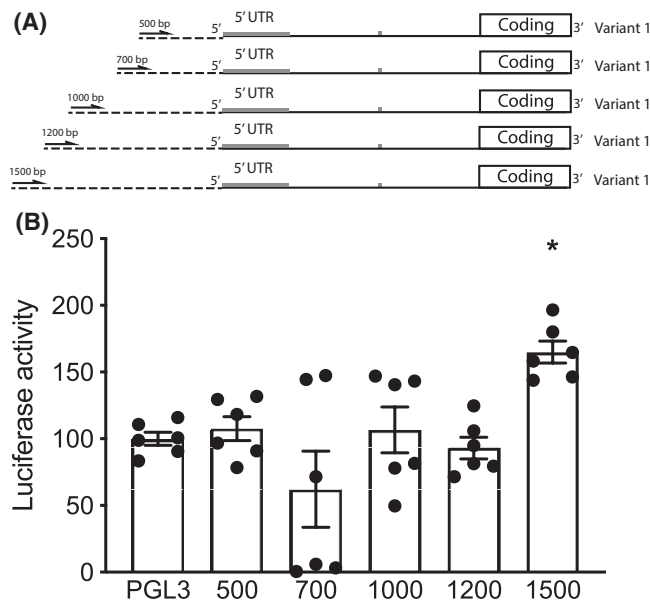 (A)
500 bp
5' 5' UTR Coding 3' Variant 1
700 bp
5' 5' UTR Coding 3' Variant 1
1000 bp
5' 5' UTR Coding 3' Variant 1
1200 bp
5' 5' UTR Coding 3' Variant 1
1500 bp
5' 5' UTR Coding 3' Variant 1
(B)
Luciferase activity
250
200
150
100
50
0
*
PGL3 500 700 1000 1200 1500